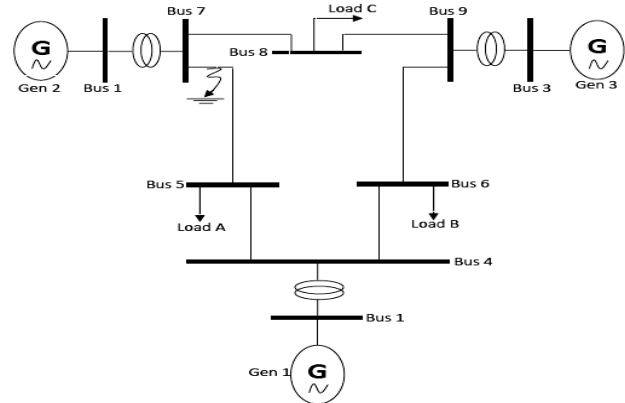 Bus 7
Load C
Bus 9
G
Bus 8
G
Gen 2
Bus 1
Bus 3
Gen 3
Bus 5
Bus 6
Load A
Load B
Bus 4
Bus 1
Gen 1
G